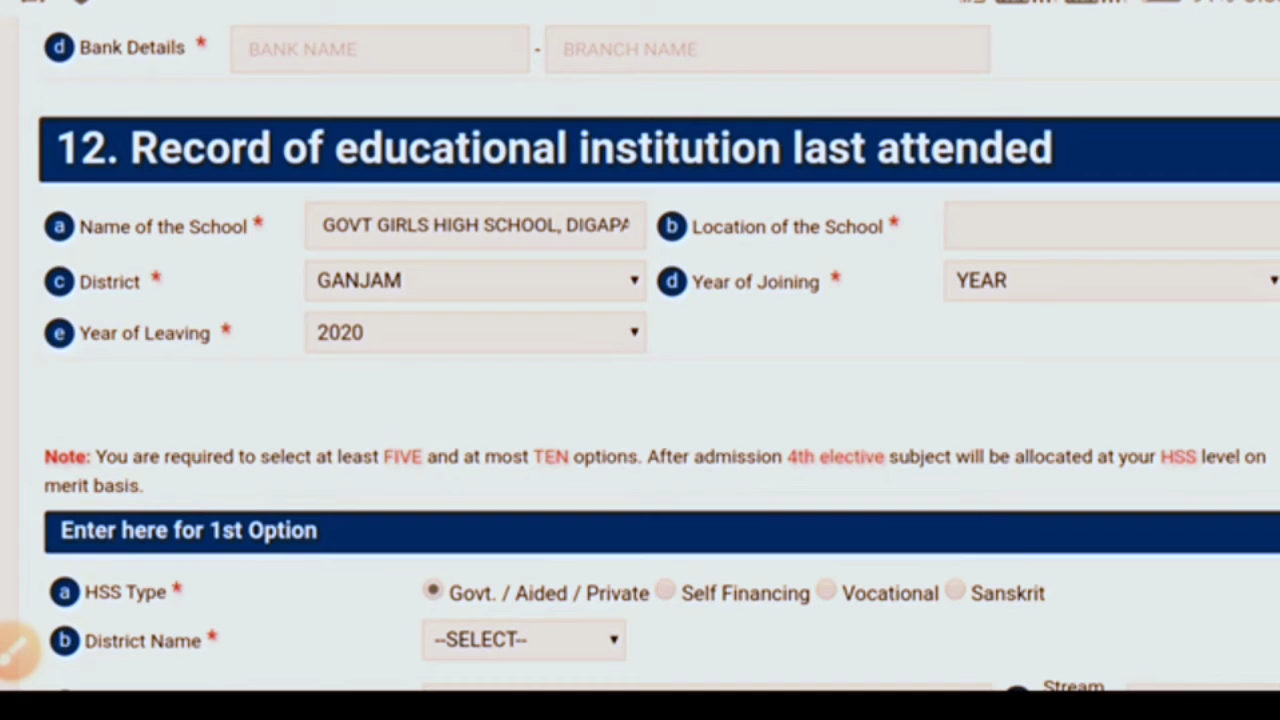 d Bank Details * BANK NAME - BRANCH NAME
12. Record of educational institution last attended
a Name of the School * GOVT GIRLS HIGH SCHOOL, DIGAPA b Location of the School *
c District * GANJAM d Year of Joining * YEAR
e Year of Leaving * 2020
Note: You are required to select at least FIVE and at most TEN options. After admission 4th elective subject will be allocated at your HSS level on
merit basis.
Enter here for 1st Option
a HSS Type * Govt. / Aided / Private Self Financing Vocational Sanskrit
b District Name * --SELECT--
Stream